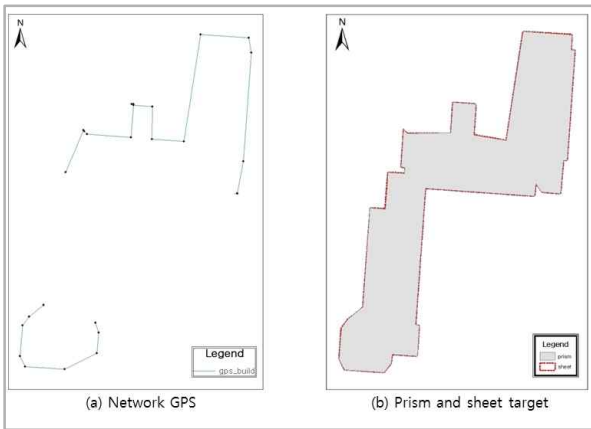 N
N
Legend
gps_build
Legend
prism
sheet
(a) Network GPS
(b) Prism and sheet target